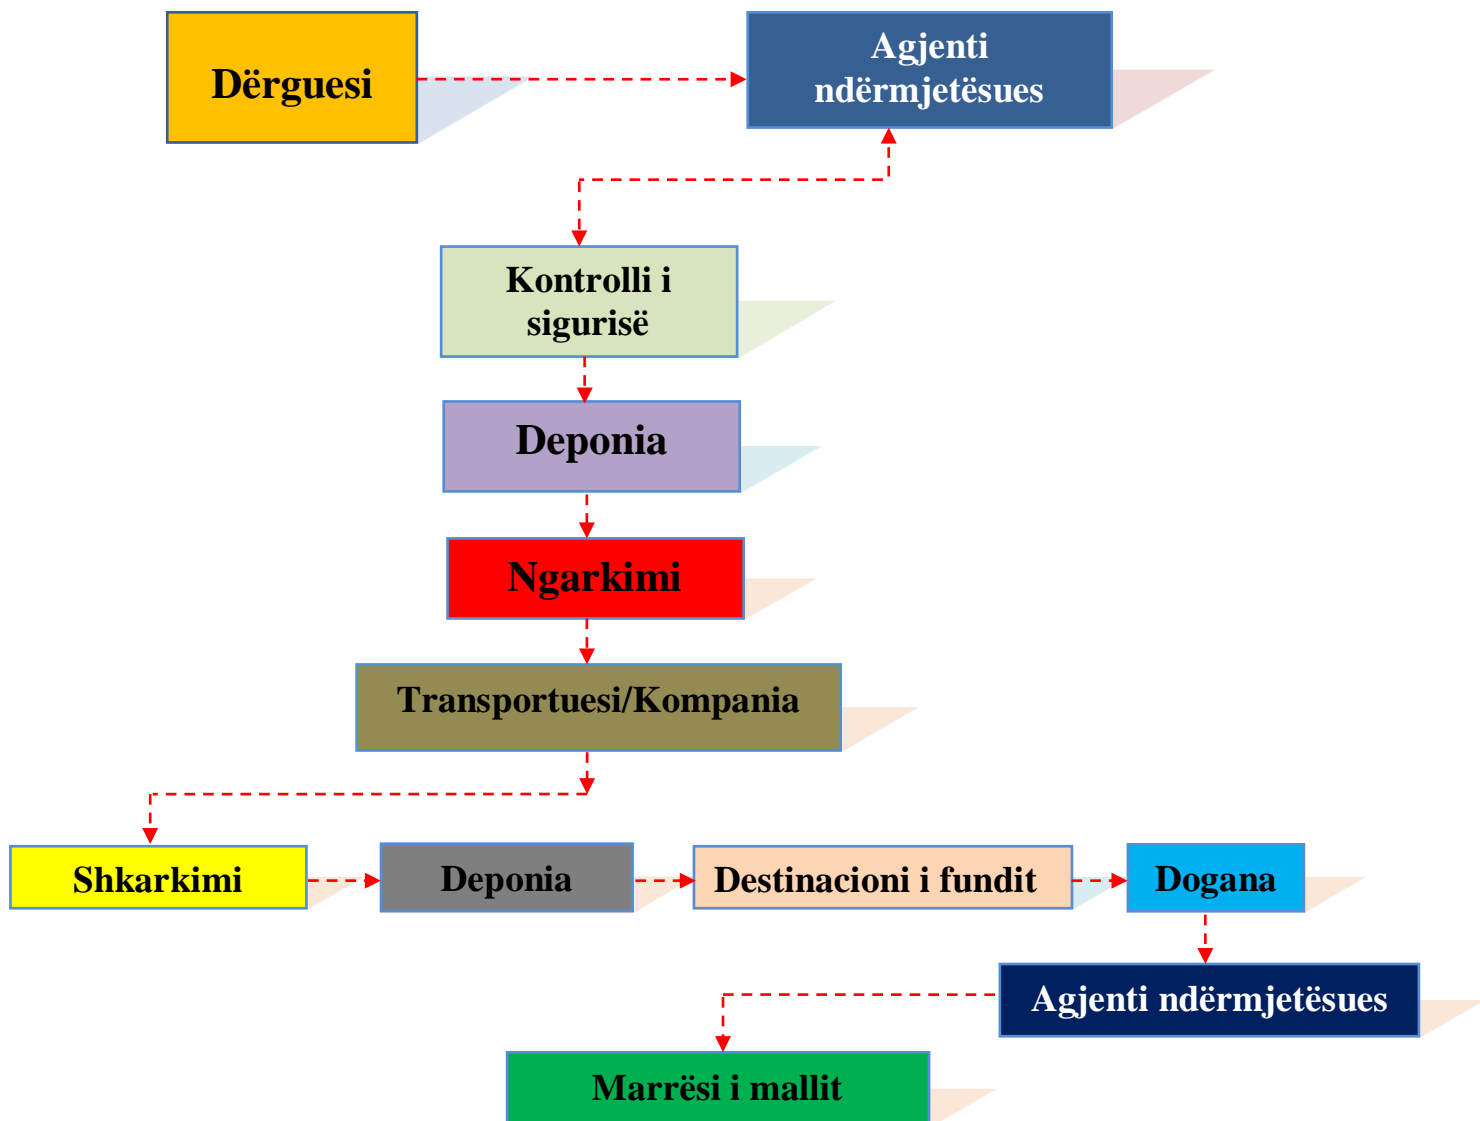 Dërguesi
Agjenti
ndërmjetësues
Kontrolli i
sigurisë
Deponia
Ngarkimi
Transportuesi/Kompania
Shkarkimi
Deponia
Destinacioni i fundit
Dogana
Agjenti ndërmjetësues
Marrësi i mallit